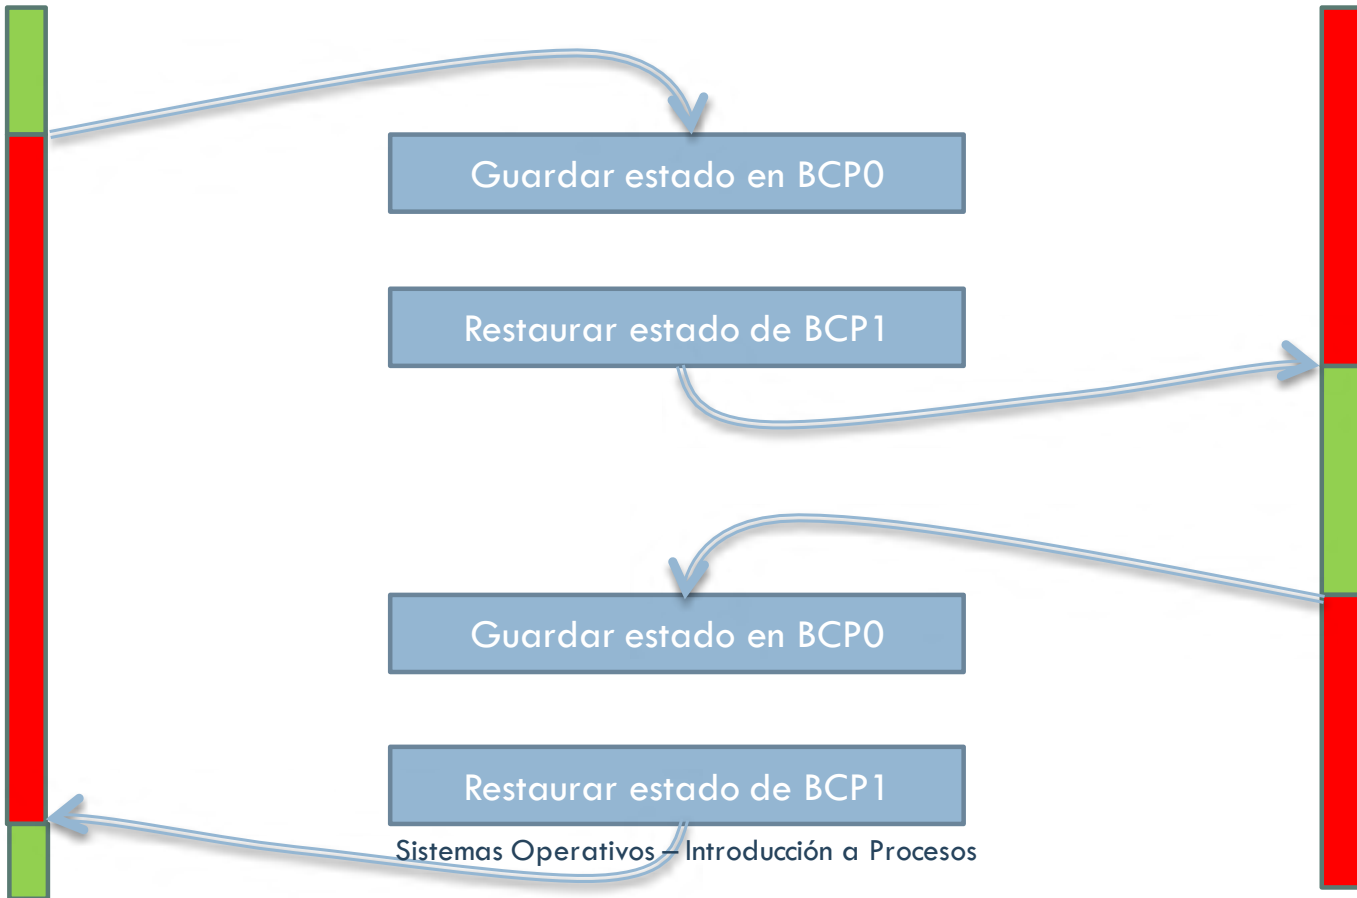 Guardar estado en BCP0
Restaurar estado de BCP1
Guardar estado en BCP0
Restaurar estado de BCP1
Sistemas Operativos – Introducción a Procesos